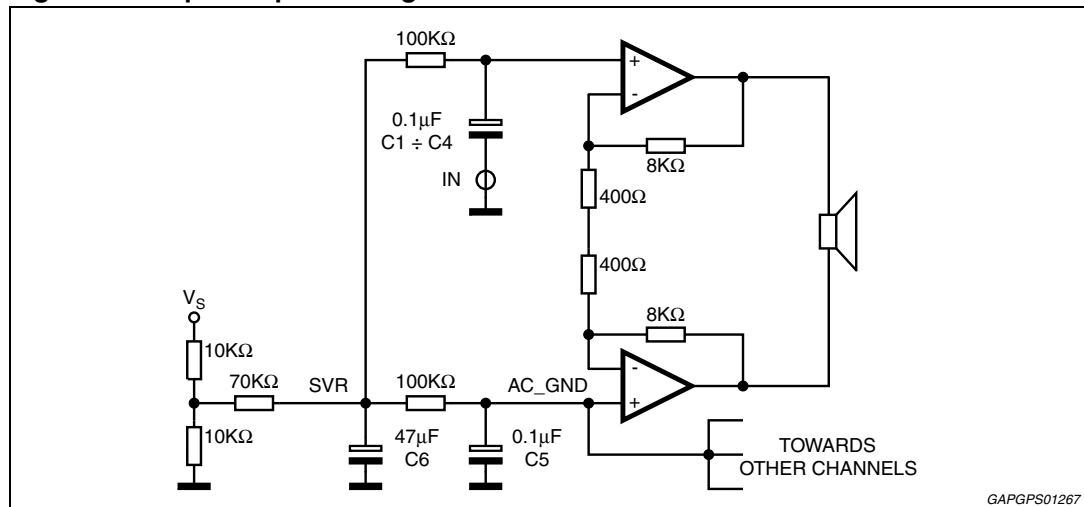 100KΩ
+
-
0.1μF
C1 ÷ C4
8KΩ
IN
400Ω
400Ω
VS
8KΩ
10KΩ
70KΩ
SVR
100KΩ
AC_GND
-
+
10KΩ
47μF
C6
0.1μF
C5
TOWARDS
OTHER CHANNELS
GAPGPS01267